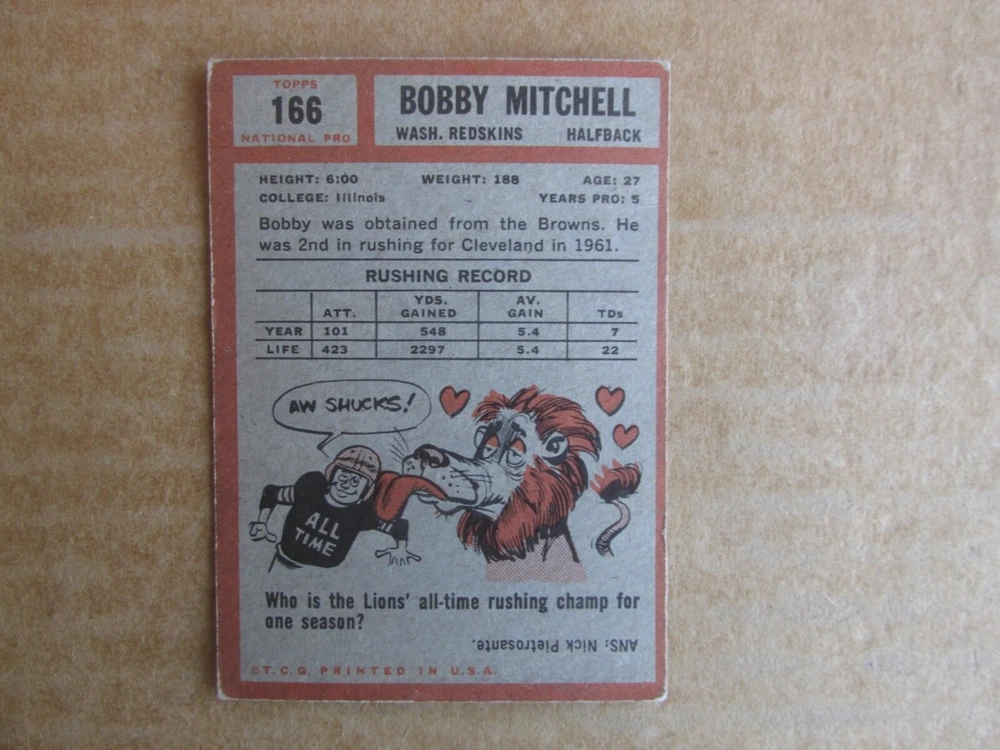 TOPPS
166
NATIONAL PRO
BOBBY MITCHELL
WASH. REDSKINS HALFBACK
HEIGHT: 6:00 WEIGHT: 188 AGE: 27
COLLEGE: Illinois YEARS PRO: 5
Bobby was obtained from the Browns. He
was 2nd in rushing for Cleveland in 1961.
RUSHING RECORD
ATT. YDS. GAINED AV. GAIN TDs
YEAR 101 548 5.4 7
LIFE 423 2297 5.4 22
AW SHUCKS!
ALL
TIME
Who is the Lions' all-time rushing champ for
one season?
ANS: Nick Pietrosante.
©T.C.G. PRINTED IN U.S.A.